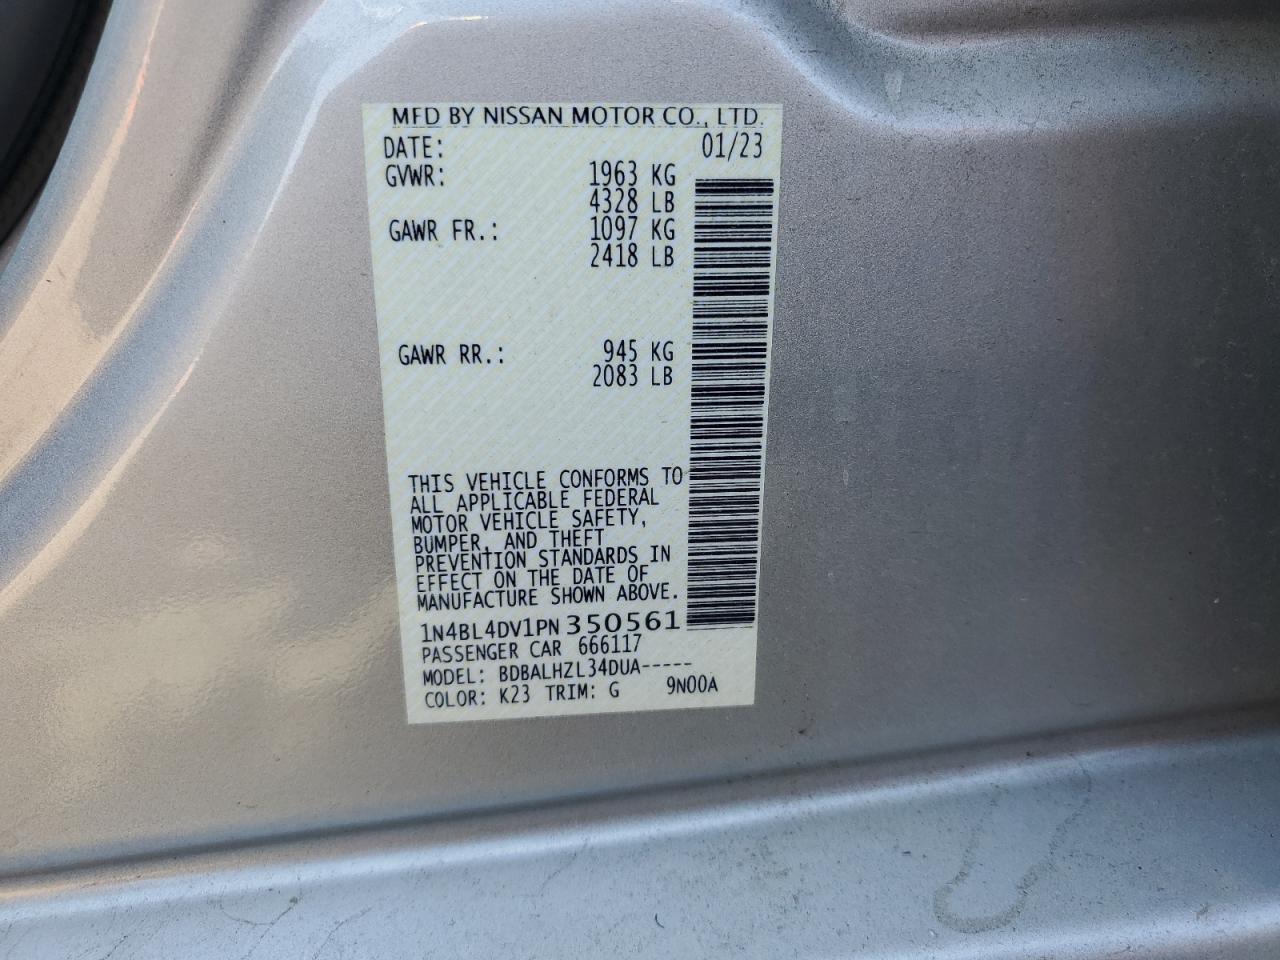 MFD BY NISSAN MOTOR CO., LTD.
DATE: 01/23
GVWR: 1963 KG
4328 LB
GAWR FR.: 1097 KG
2418 LB
GAWR RR.: 945 KG
2083 LB
THIS VEHICLE CONFORMS TO
ALL APPLICABLE FEDERAL
MOTOR VEHICLE SAFETY,
BUMPER, AND THEFT
PREVENTION STANDARDS IN
EFFECT ON THE DATE OF
MANUFACTURE SHOWN ABOVE.
1N4BL4DV1PN350561
PASSENGER CAR 666117
MODEL: BDBALHZL34DUA-----
COLOR: K23 TRIM: G 9N00A